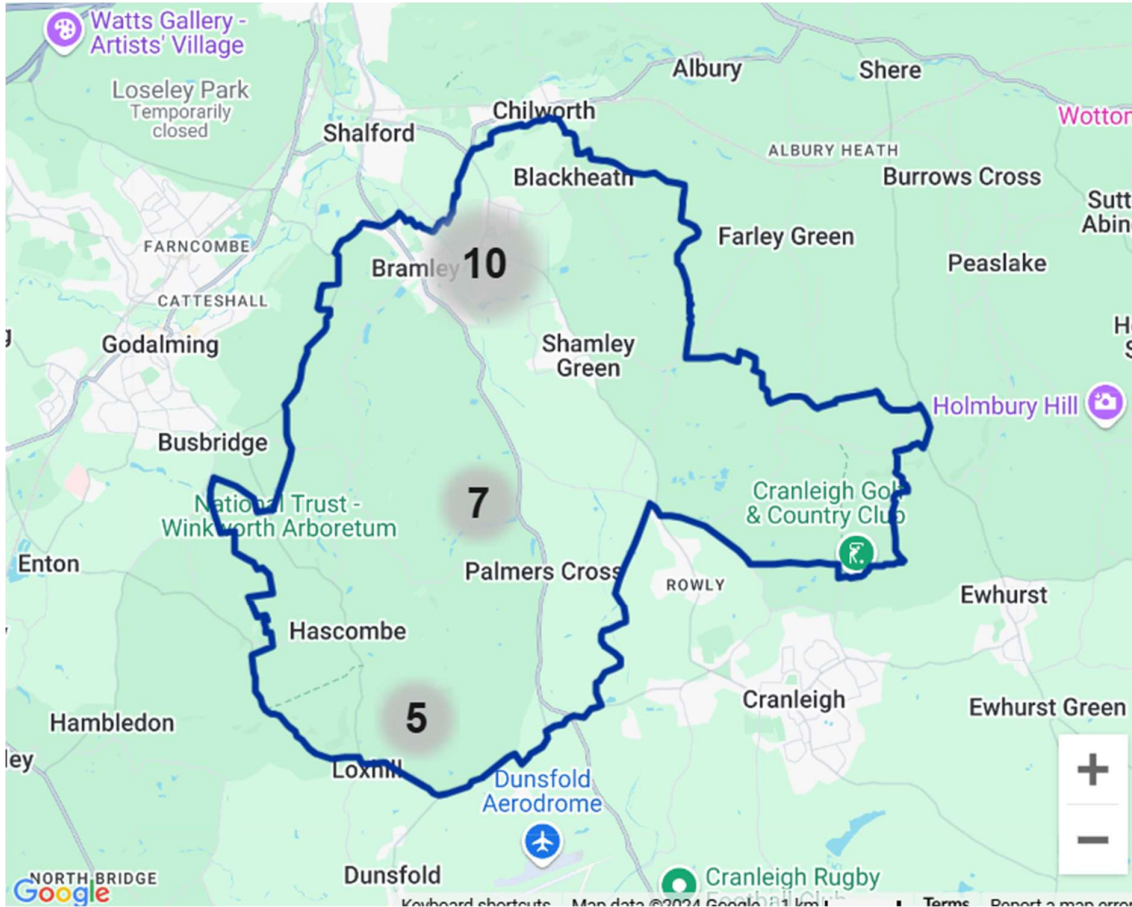 Watts Gallery -
Artists' Village
Loseley Park
Temporarily
closed
Albury
Shere
Chilworth
Shalford
ALBURY HEATH
Blackheath
Burrows Cross
FARNCOMBE
Farley Green
Bramley
10
Peaslake
CATTESHALL
Godalming
Shamley
Green
Holmbury Hill
Busbridge
National Trust -
Winkworth Arboretum
7
Cranleigh Golf
& Country Club
Enton
Palmers Cross
ROWLY
Ewhurst
Hascombe
Cranleigh
Ewhurst Green
Hambledon
5
Loxhill
Dunsfold
Aerodrome
+
−
Dunsfold
Cranleigh Rugby
NORTH BRIDGE
Google
Keyboard shortcuts Map data ©2024 Google 1 km Terms Report a map error